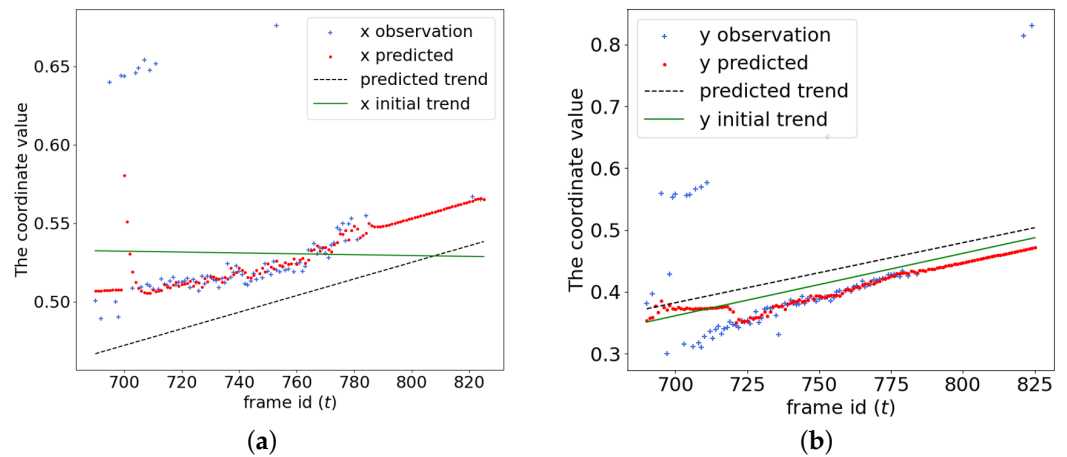 x observation
x predicted
predicted trend
x initial trend
The coordinate value
0.65
0.60
0.55
0.50
700 720 740 760 780 800 820
frame id (t)
(a)
y observation
y predicted
predicted trend
y initial trend
The coordinate value
0.8
0.7
0.6
0.5
0.4
0.3
700 725 750 775 800 825
frame id (t)
(b)